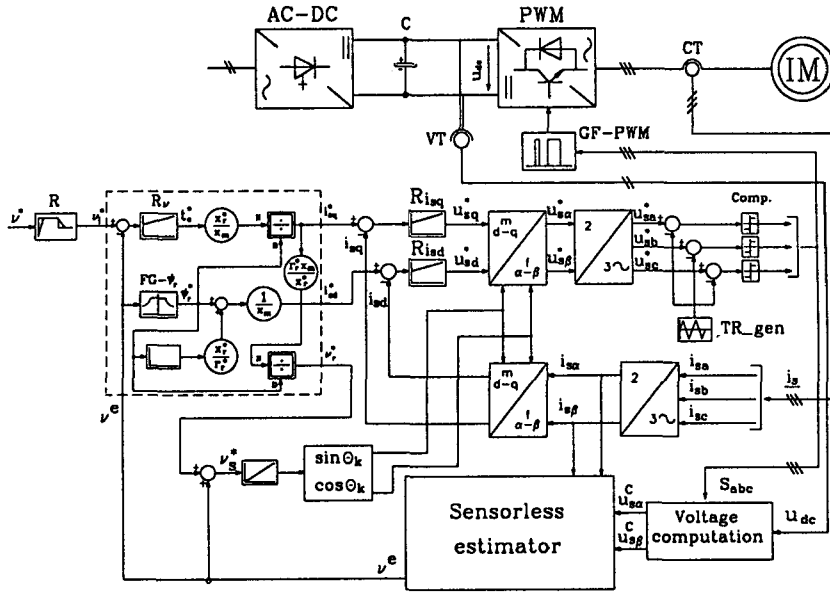 AC-DC
C
PWM
u_dc
CT
IM
VT
GF-PWM
ν*
R
ν*
R_ν
t_e*
x_r* / x_m
s
÷
s
i_sq*
i_sq
R_isq
u_sq*
m
d-q
f
α-β
u_sα*
u_sβ*
2
3~
u_sa*
u_sb*
u_sc*
Comp.
r_r* x_m / x_r*
R_isd
u_sd*
i_sd*
i_sd
FG-ψ_r*
ψ_r*
1 / x_m
x_r* / r_r*
s
÷
s
ν_r*
TR_gen
m
d-q
f
α-β
i_sα
i_sβ
2
3~
i_sa
i_sb
i_sc
i_s
ν^e
ν_s*
sinΘ_k
cosΘ_k
Sensorless
estimator
u_sα^C
u_sβ^C
S_abc
Voltage
computation
u_dc
ν^e